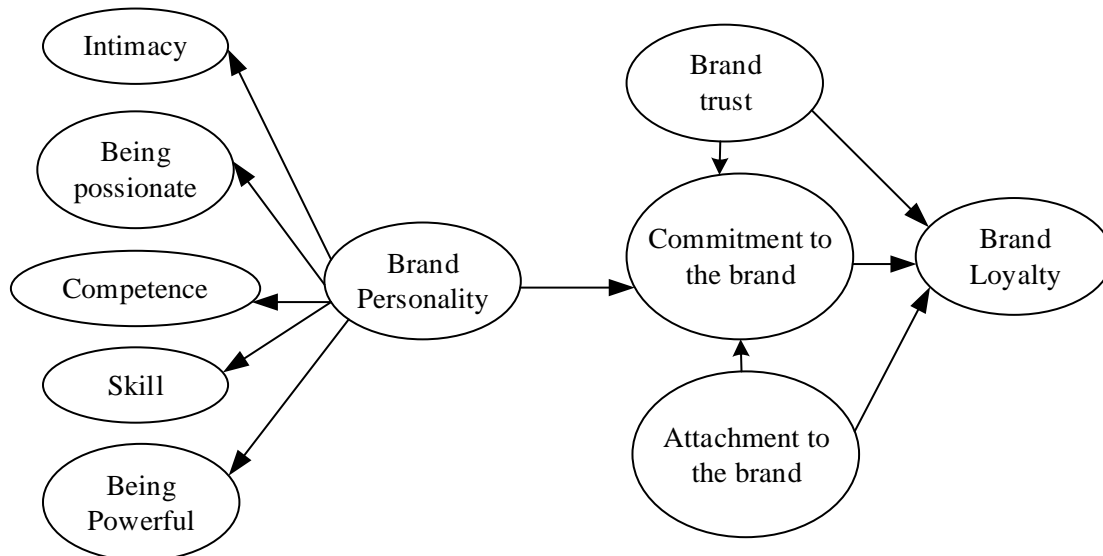 Intimacy
Being
possionate
Competence
Skill
Being
Powerful
Brand
Personality
Brand
trust
Commitment to
the brand
Attachment to
the brand
Brand
Loyalty